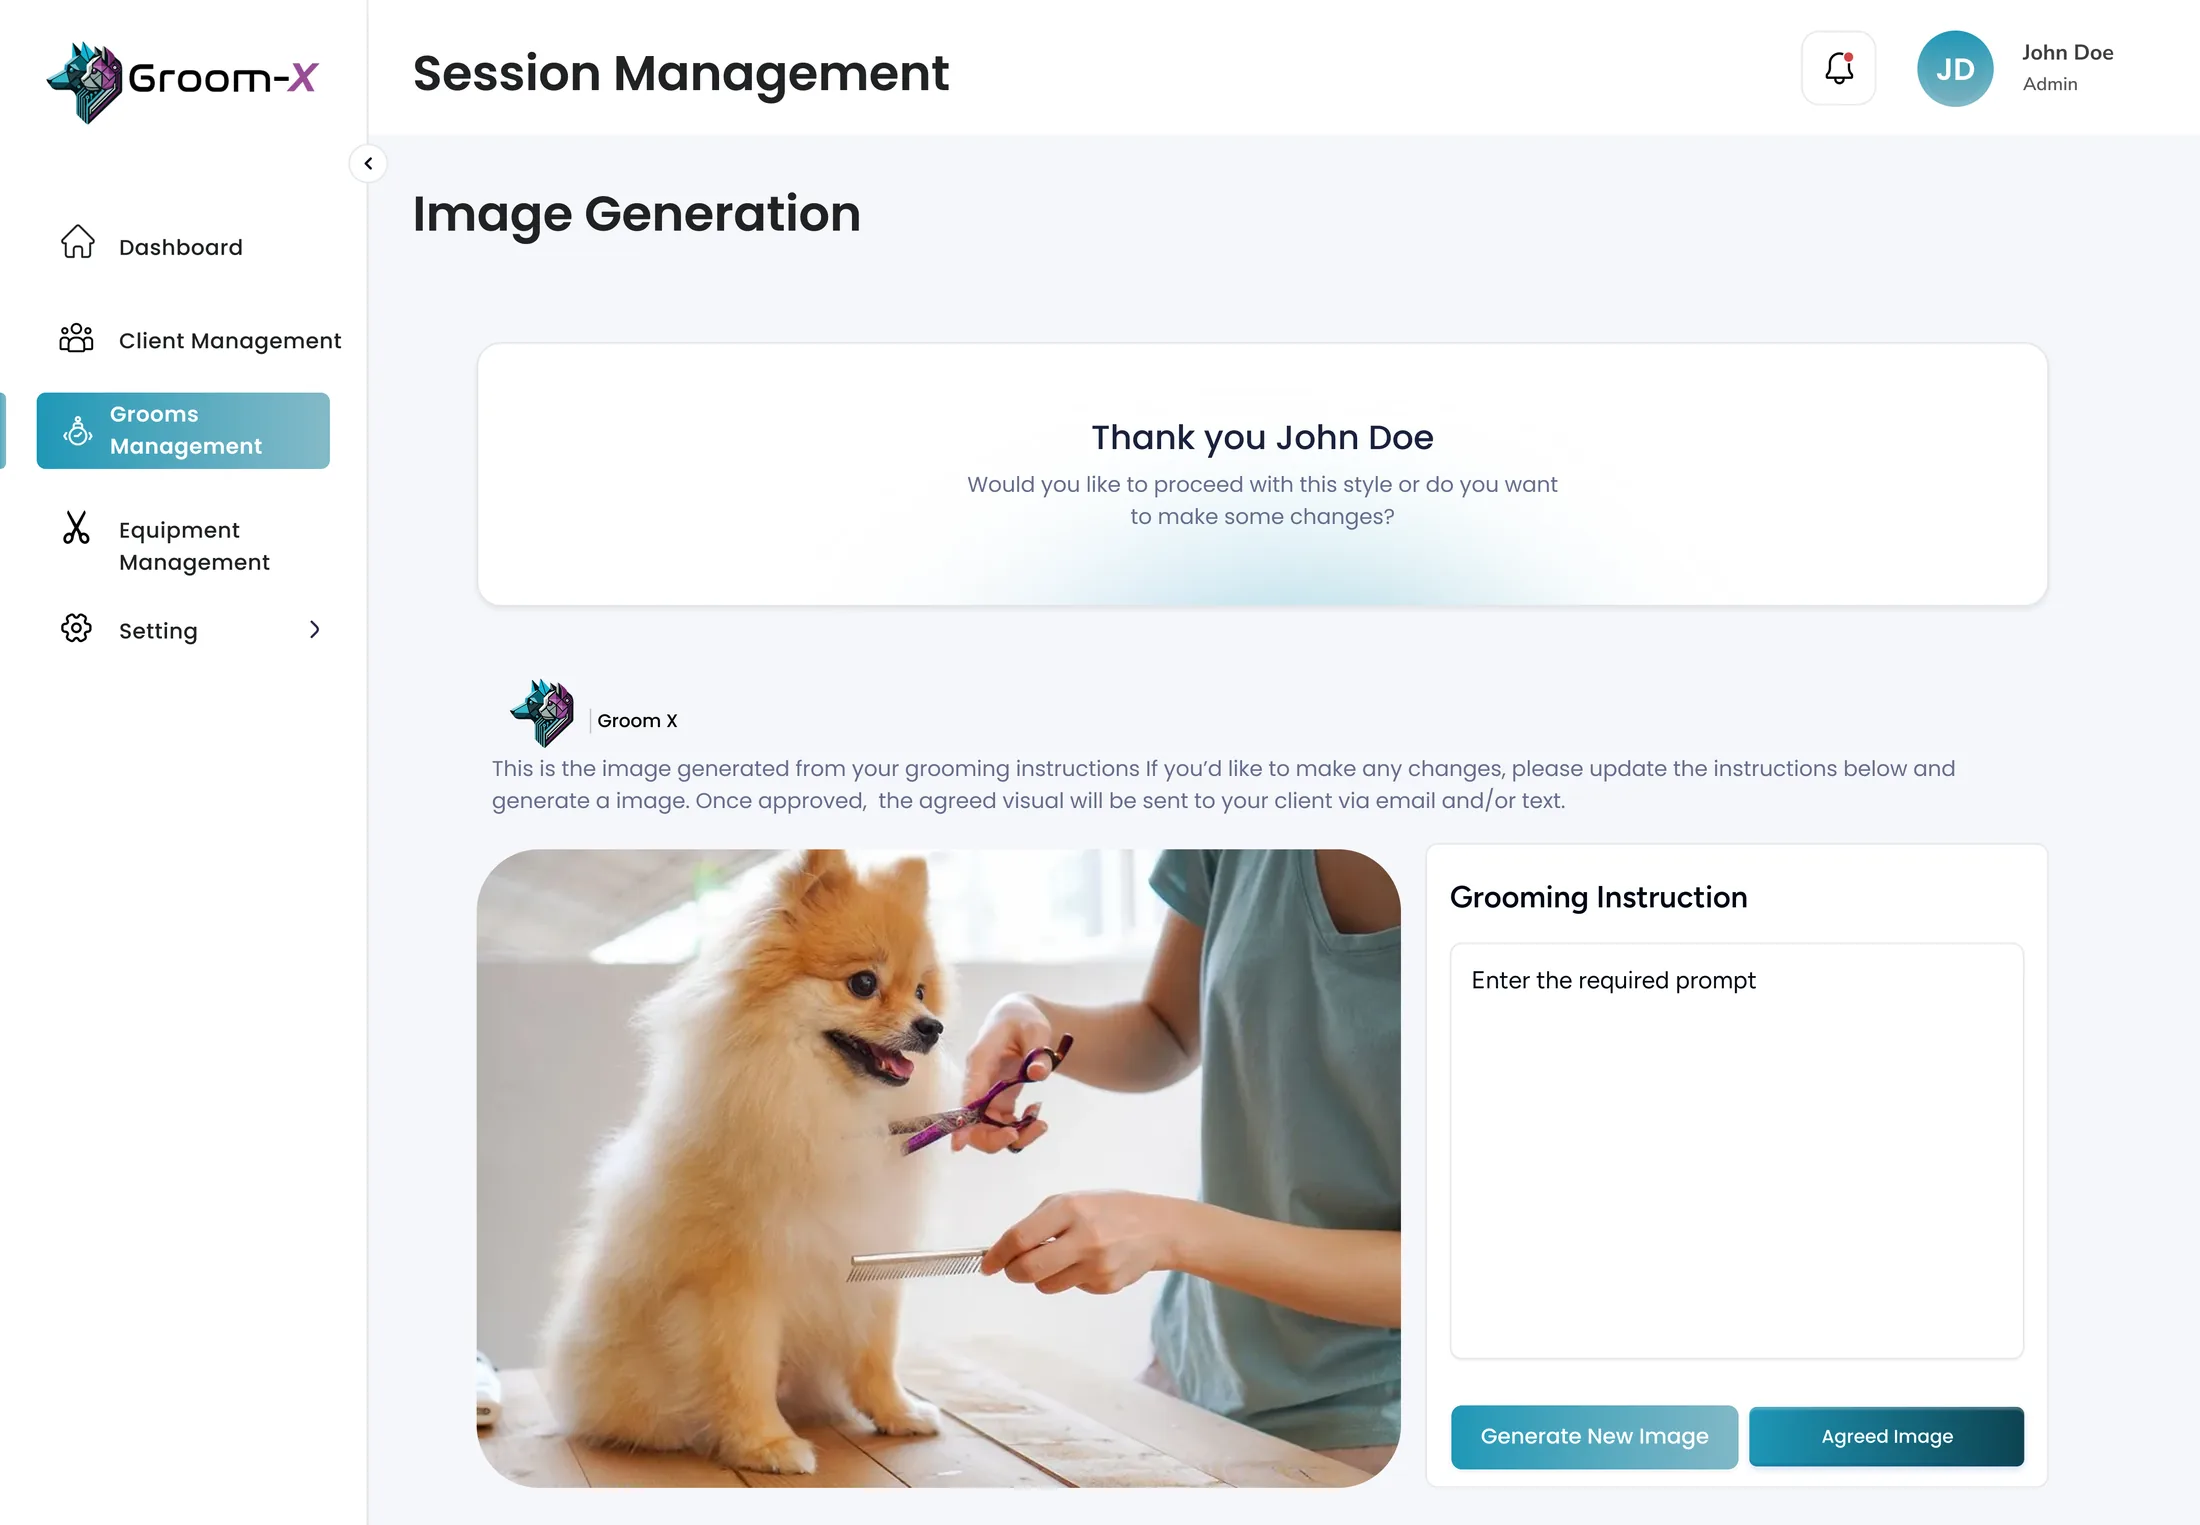 Groom-X
Session Management
JD
John Doe
Admin
Image Generation
Dashboard
Client Management
Grooms
Management
Equipment
Management
Setting
Thank you John Doe
Would you like to proceed with this style or do you want
to make some changes?
Groom X
This is the image generated from your grooming instructions If you’d like to make any changes, please update the instructions below and
generate a image. Once approved,  the agreed visual will be sent to your client via email and/or text.
Grooming Instruction
Enter the required prompt
Generate New Image
Agreed Image